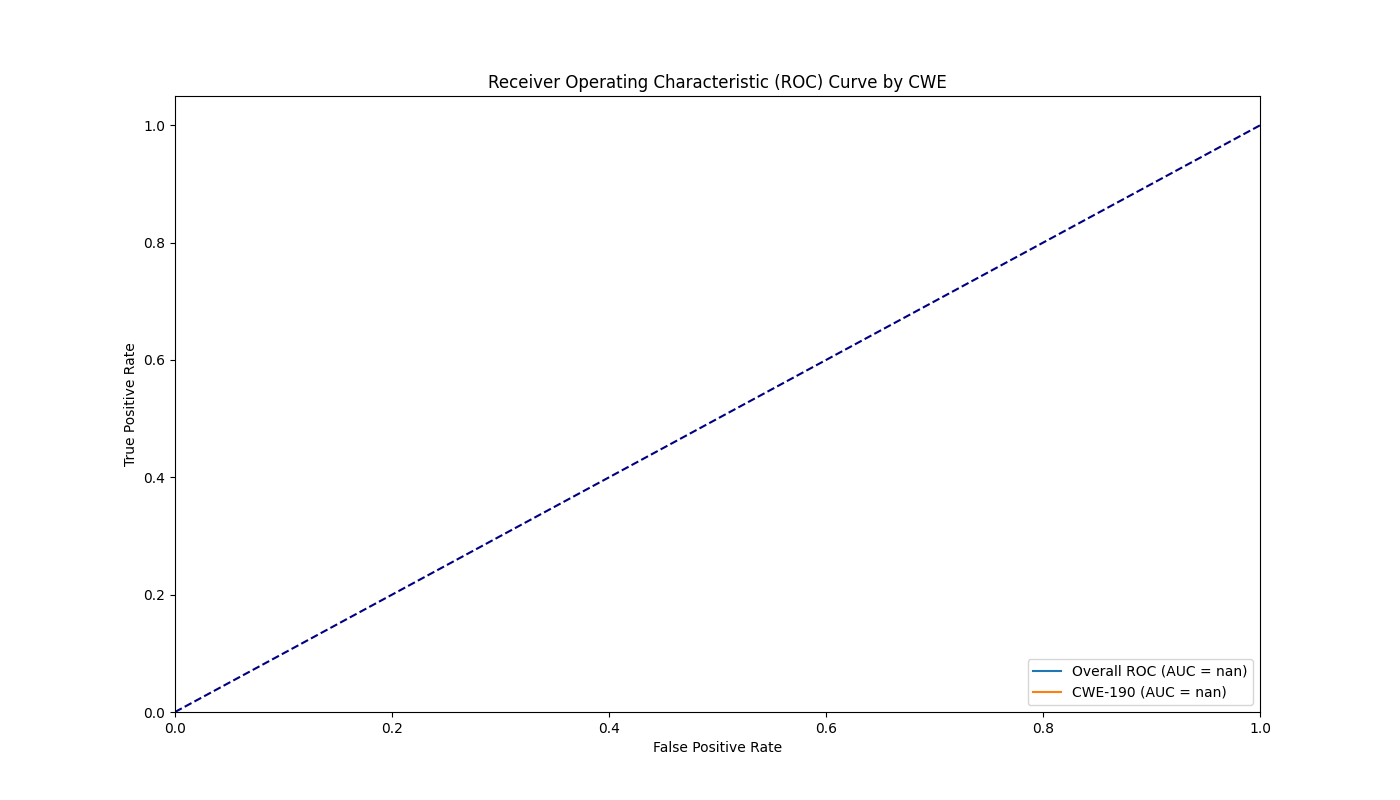 Receiver Operating Characteristic (ROC) Curve by CWE
True Positive Rate
1.0
0.8
0.6
0.4
0.2
0.0
Overall ROC (AUC = nan)
CWE-190 (AUC = nan)
0.0 0.2 0.4 0.6 0.8 1.0
False Positive Rate